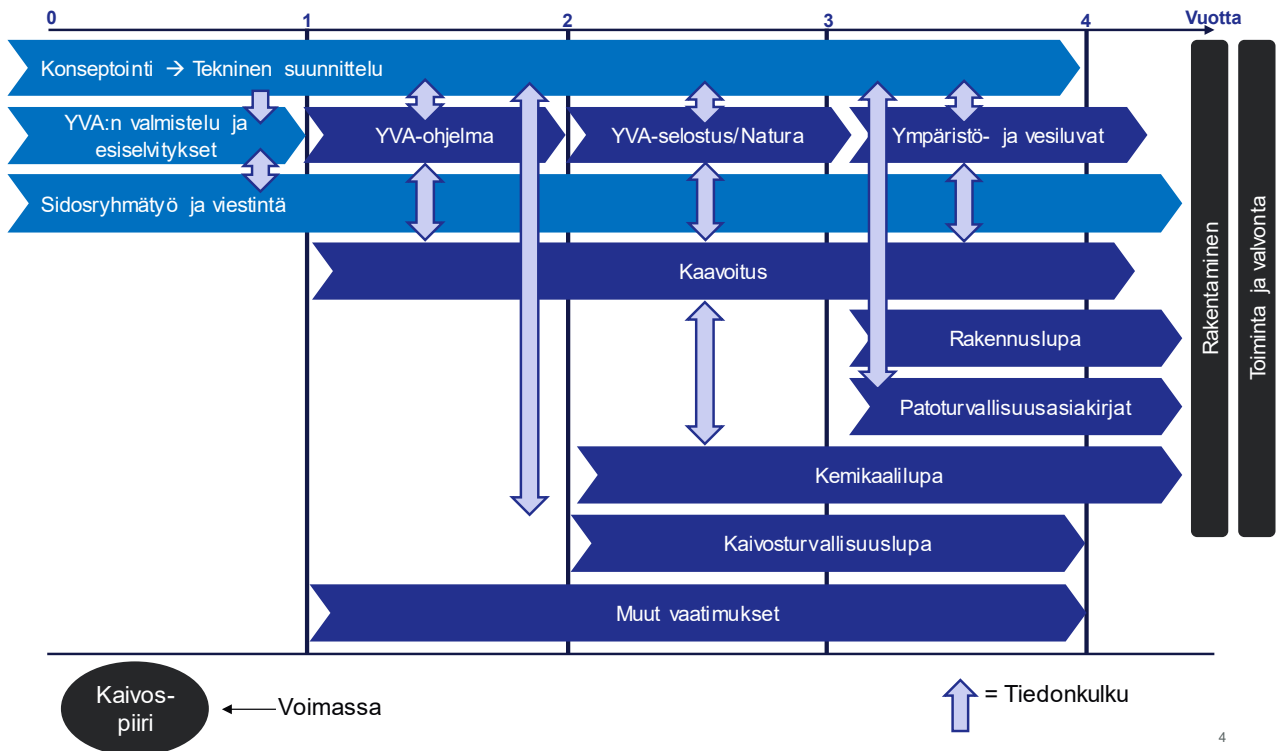 0 1 2 3 4 Vuotta
Konseptointi → Tekninen suunnittelu
YVA:n valmistelu ja
esiselvitykset
YVA-ohjelma
YVA-selostus/Natura
Ympäristö- ja vesiluvat
Sidosryhmätyö ja viestintä
Kaavoitus
Rakennuslupa
Patoturvallisuusasiakirjat
Kemikaalilupa
Kaivosturvallisuuslupa
Muut vaatimukset
Rakentaminen
Toiminta ja valvonta
Kaivos-
piiri
Voimassa
= Tiedonkulku
4